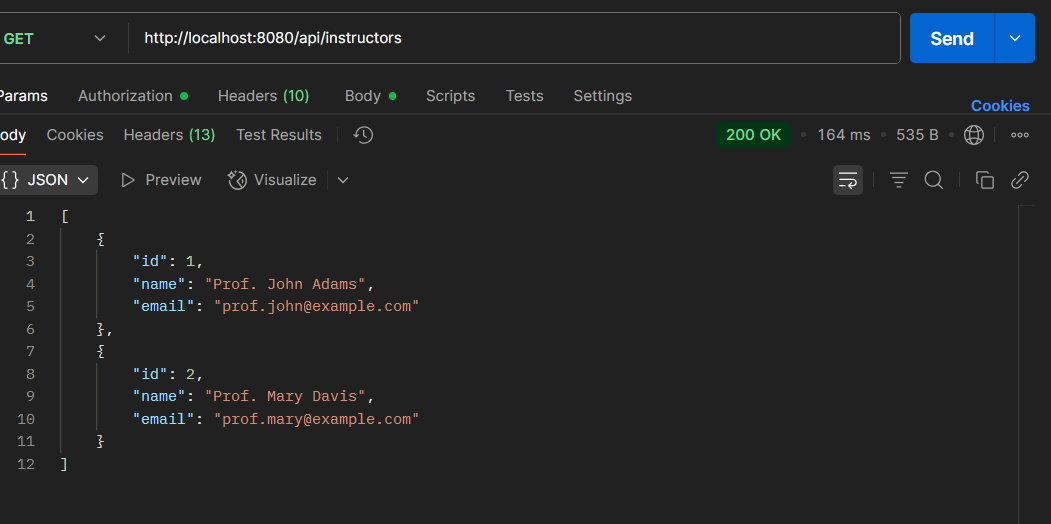 GET http://localhost:8080/api/instructors Send
Params Authorization Headers (10) Body Scripts Tests Settings Cookies
ody Cookies Headers (13) Test Results 200 OK 164 ms 535 B
{} JSON Preview Visualize
1 [
2 {
3 "id": 1,
4 "name": "Prof. John Adams",
5 "email": "prof.john@example.com"
6 },
7 {
8 "id": 2,
9 "name": "Prof. Mary Davis",
10 "email": "prof.mary@example.com"
11 }
12 ]